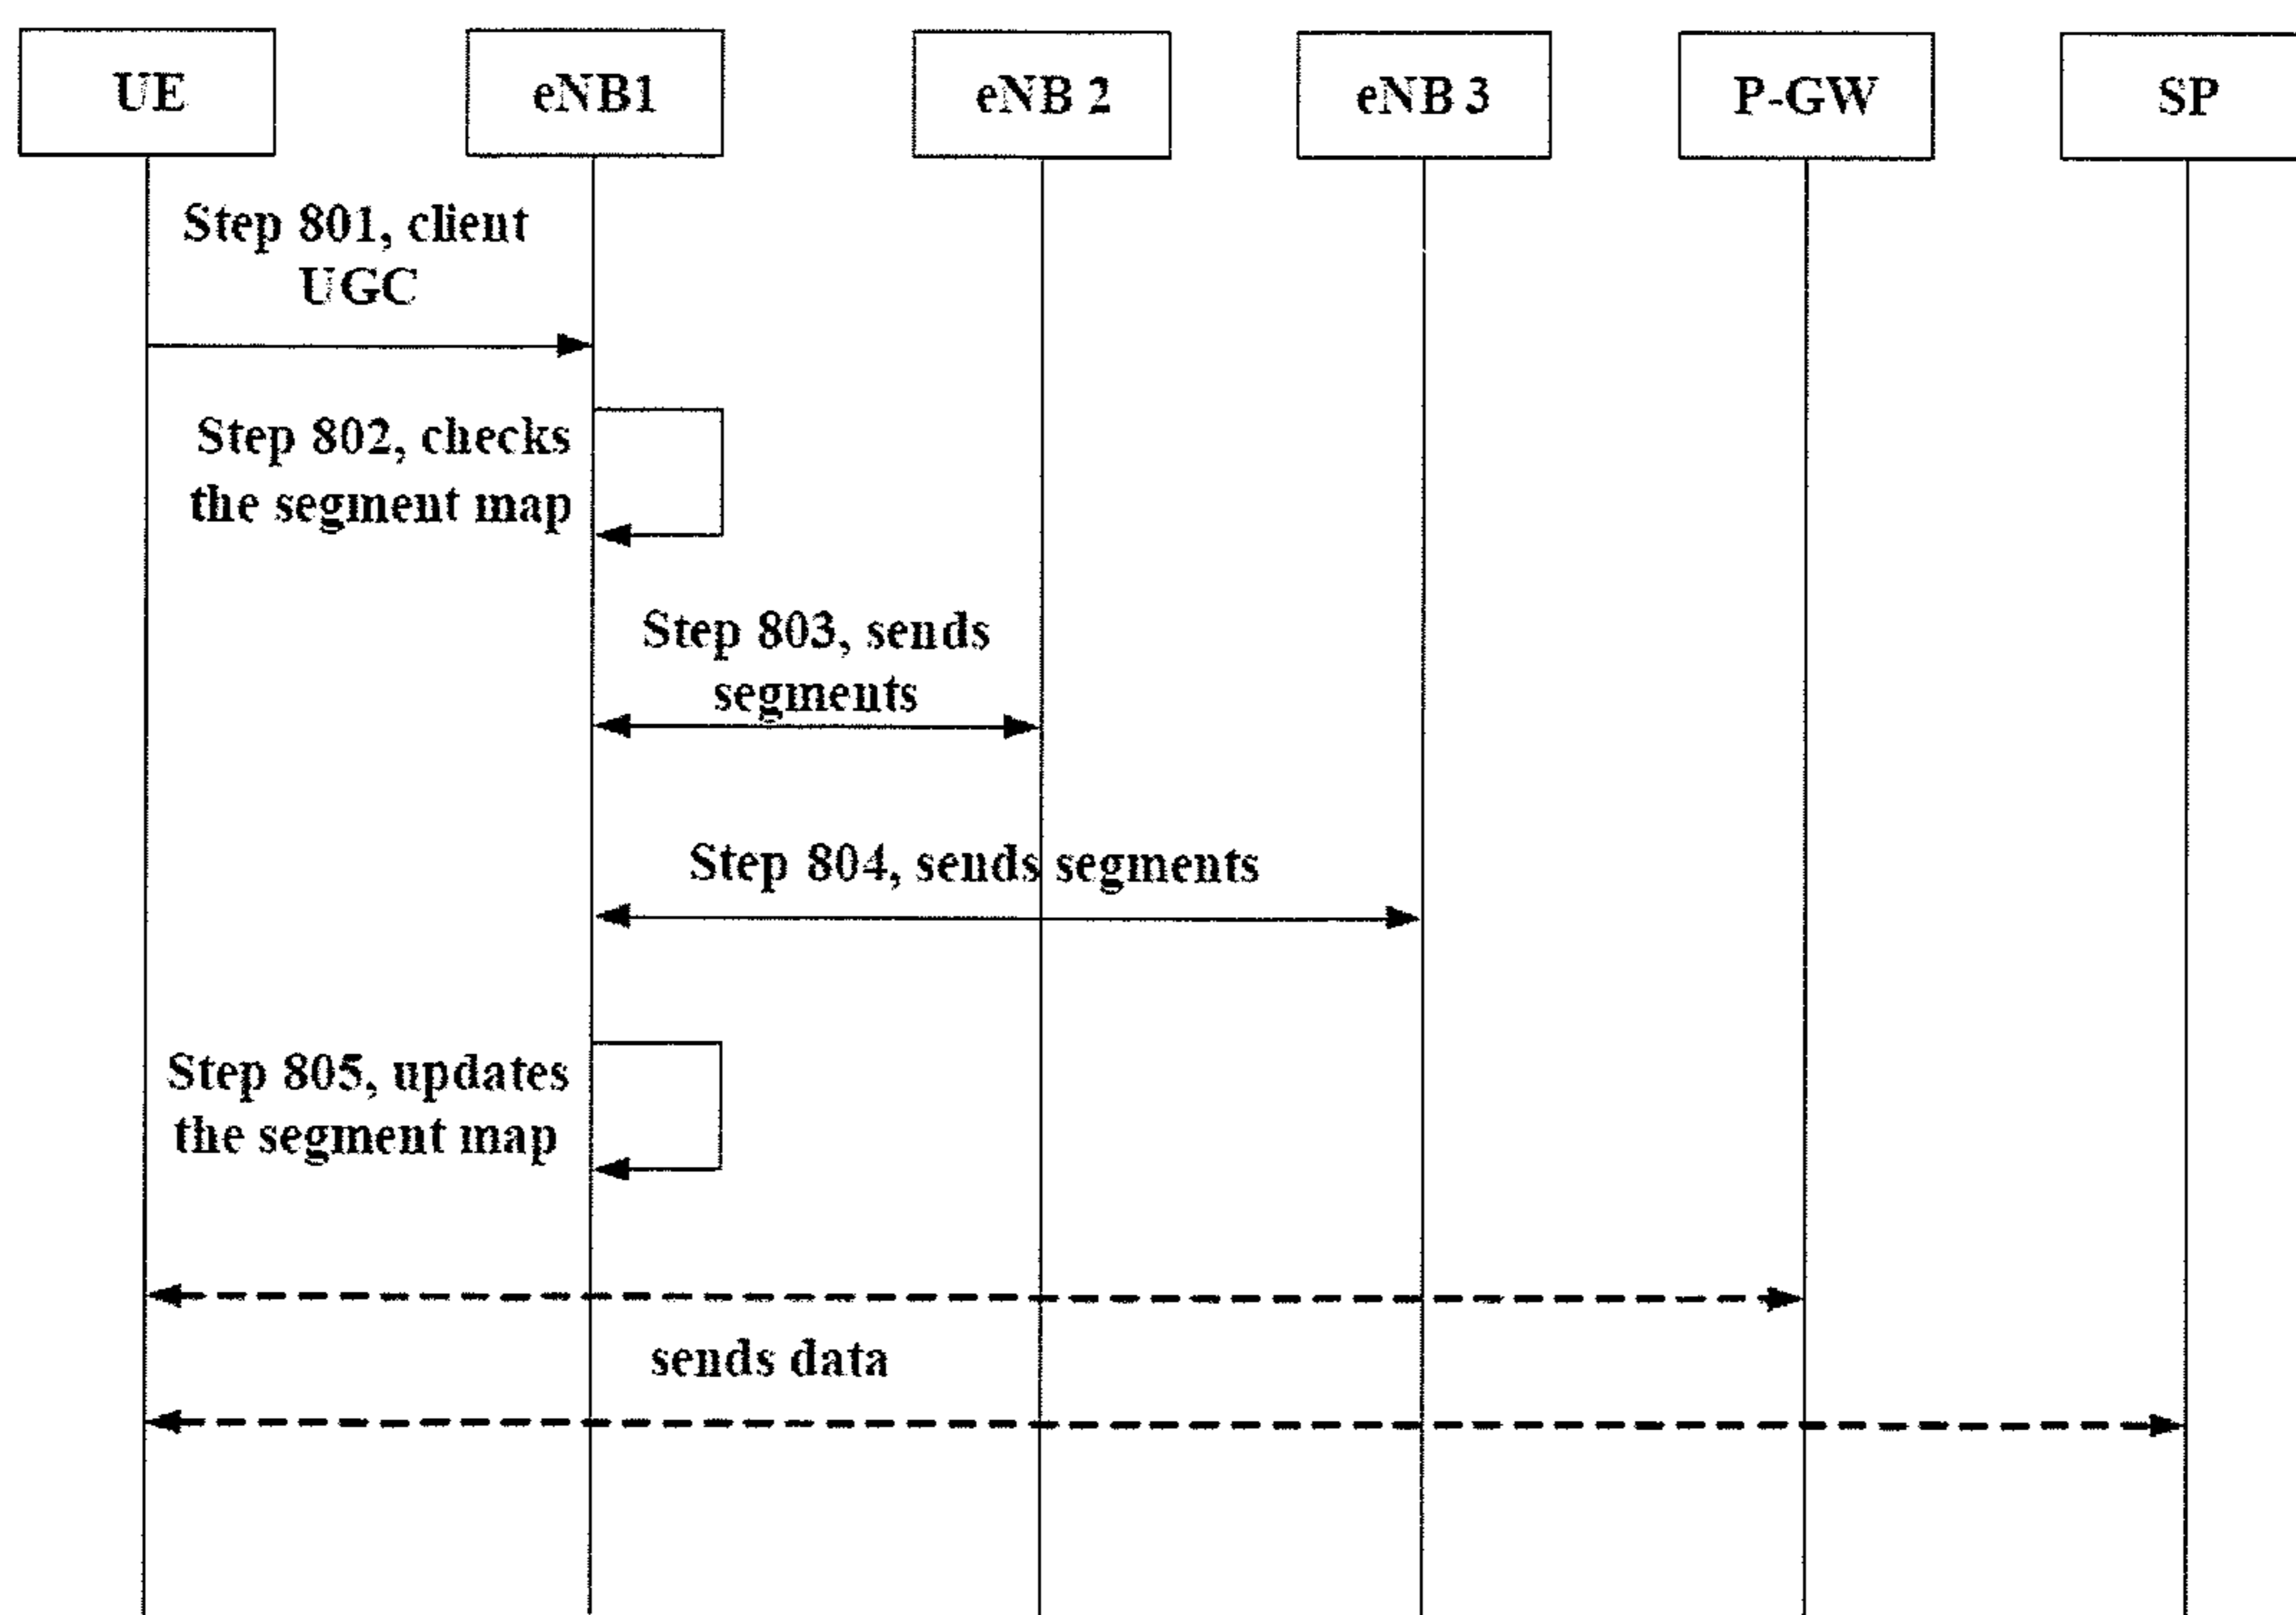 UE
eNB1
eNB 2
eNB 3
P-GW
SP
Step 801, client
UGC
Step 802, checks
the segment map
Step 803, sends
segments
Step 804, sends segments
Step 805, updates
the segment map
sends data